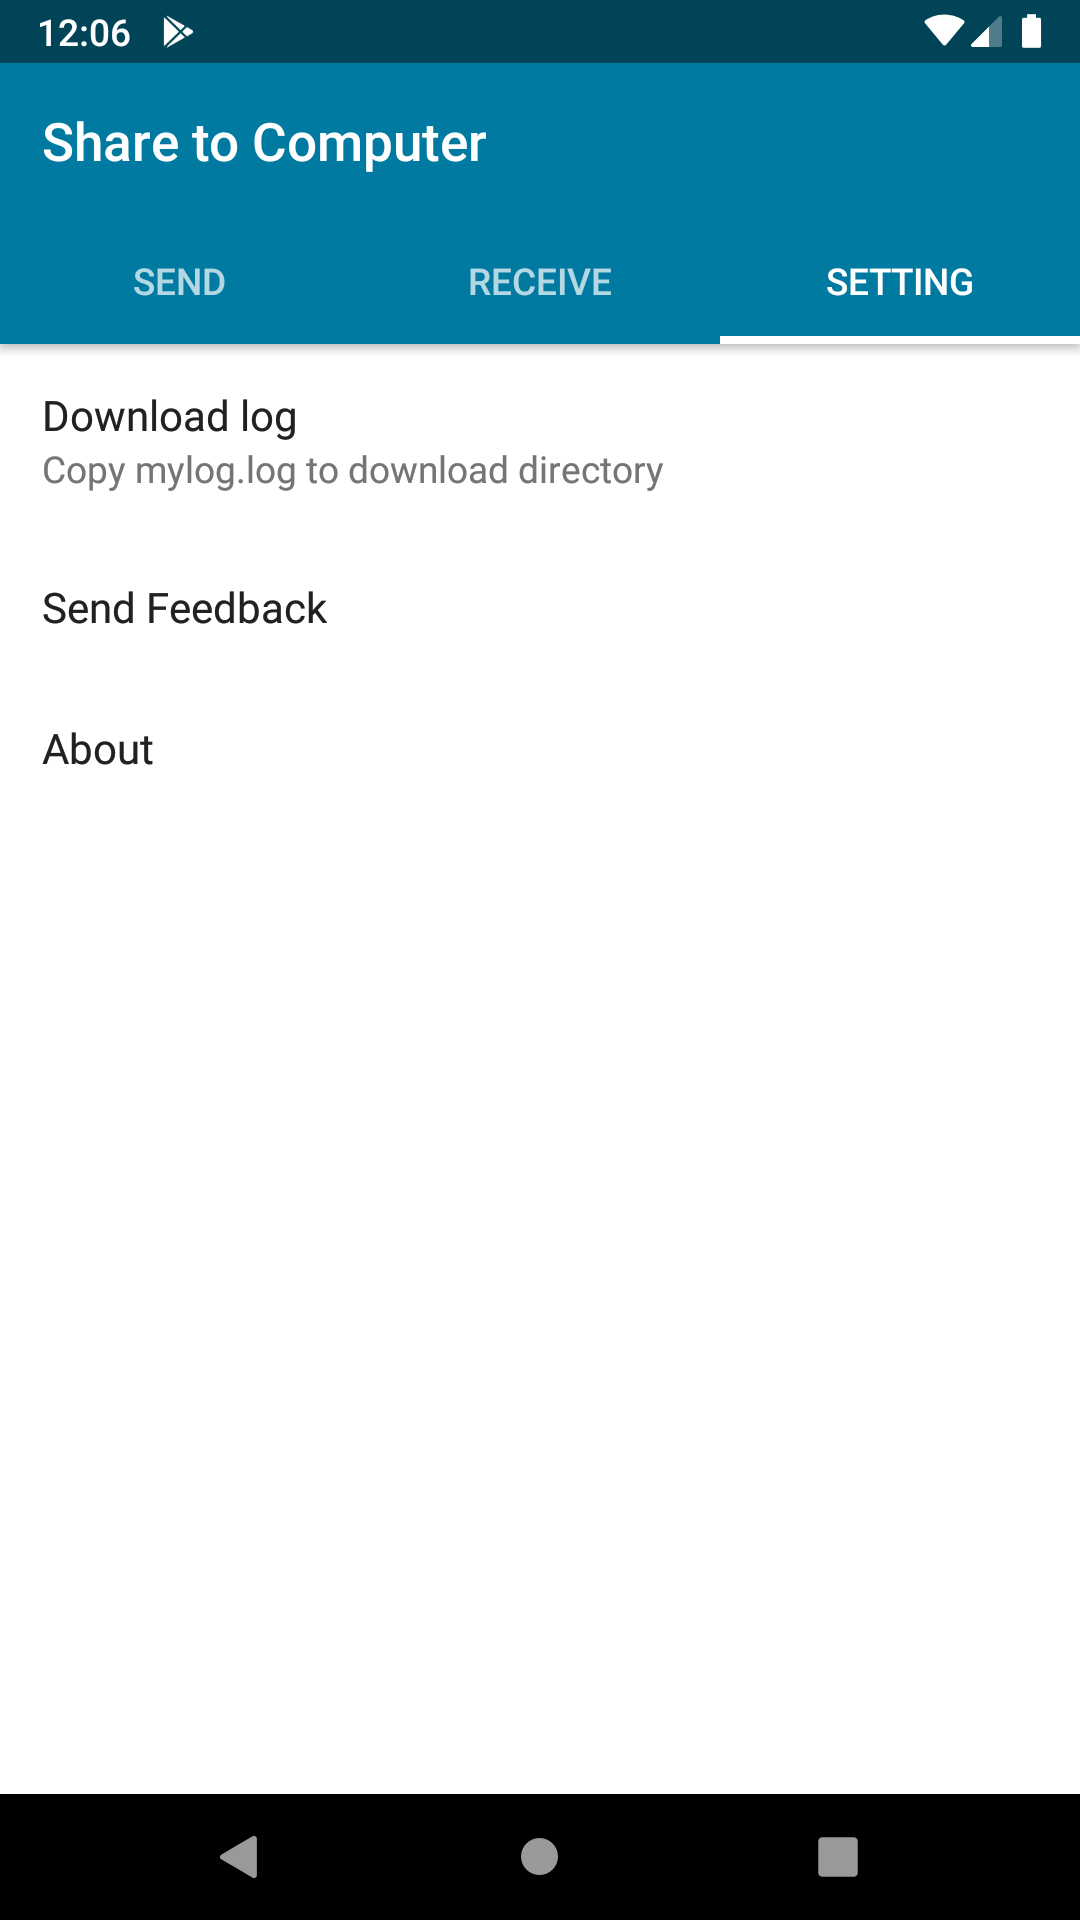 12:06
Share to Computer
SEND
RECEIVE
SETTING
Download log
Copy mylog.log to download directory
Send Feedback
About